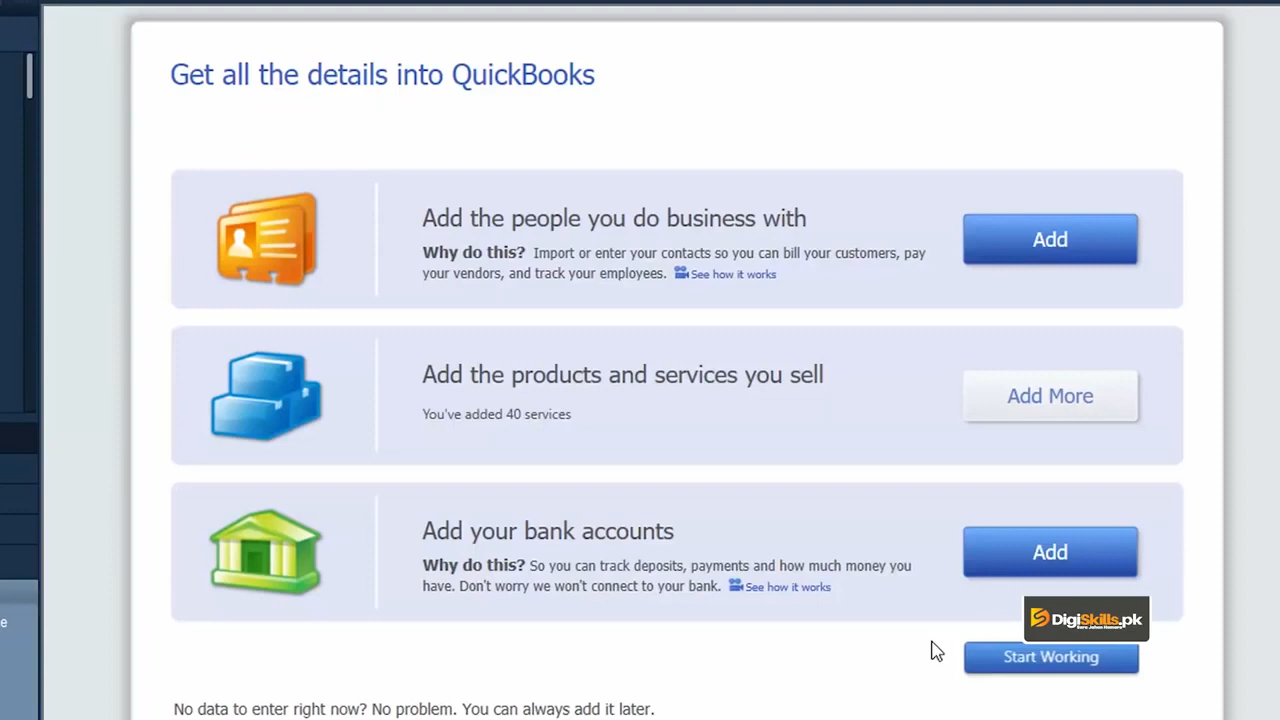 Get all the details into QuickBooks
Add the people you do business with
Why do this? Import or enter your contacts so you can bill your customers, pay
your vendors, and track your employees. See how it works
Add
Add the products and services you sell
You've added 40 services
Add More
Add your bank accounts
Why do this? So you can track deposits, payments and how much money you
have. Don't worry we won't connect to your bank. See how it works
Add
DigiSkills.pk
Start Working
No data to enter right now? No problem. You can always add it later.
e